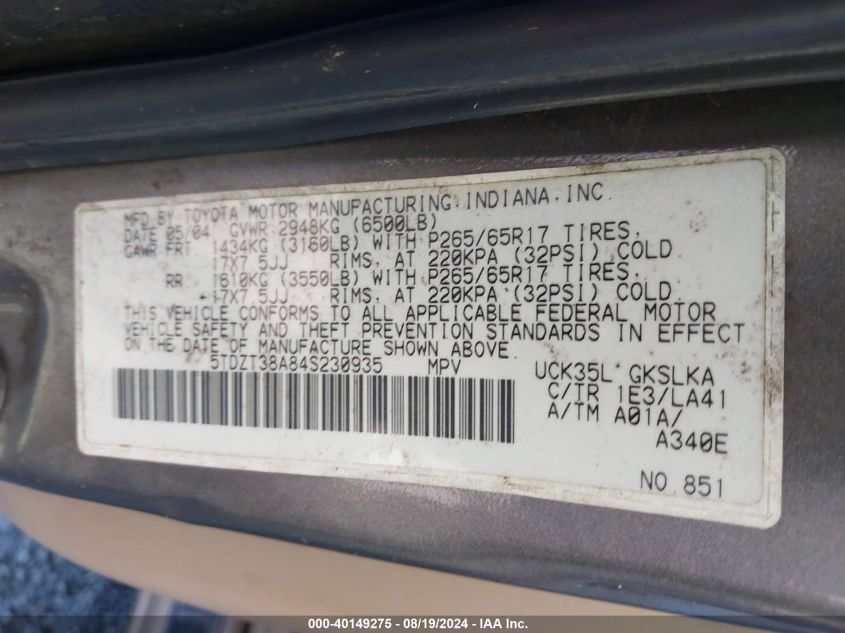 MFD.BY TOYOTA MOTOR MANUFACTURING.INDIANA.INC.
DATE 05/04 GVWR 2948KG (6500LB)
GAWR FRT 1434KG (3160LB) WITH P265/65R17 TIRES.
17X7.5JJ RIMS. AT 220KPA (32PSI) COLD
RR 1610KG (3550LB) WITH P265/65R17 TIRES.
17X7.5JJ RIMS. AT 220KPA (32PSI) COLD.
THIS VEHICLE CONFORMS TO ALL APPLICABLE FEDERAL MOTOR
VEHICLE SAFETY AND THEFT PREVENTION STANDARDS IN EFFECT
ON THE DATE OF MANUFACTURE SHOWN ABOVE.
5TDZT38A84S230935 MPV
UCK35L GKSLKA
C/TR 1E3/LA41
A/TM A01A/
A340E
NO.851
000-40149275 - 08/19/2024 - IAA Inc.